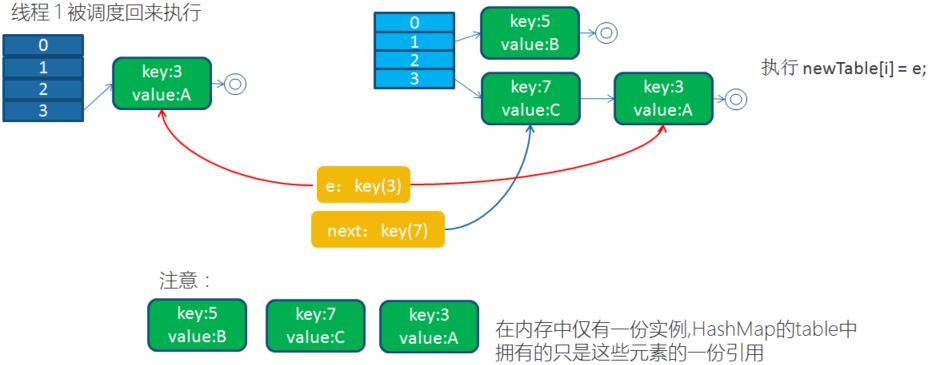 线程 1 被调度回来执行
0
1
2
3
key:3
value:A
0
1
2
3
key:5
value:B
key:7
value:C
key:3
value:A
执行 newTable[i] = e;
e：key(3)
next：key(7)
注意：
key:5
value:B
key:7
value:C
key:3
value:A
在内存中仅有一份实例,HashMap的table中
拥有的只是这些元素的一份引用